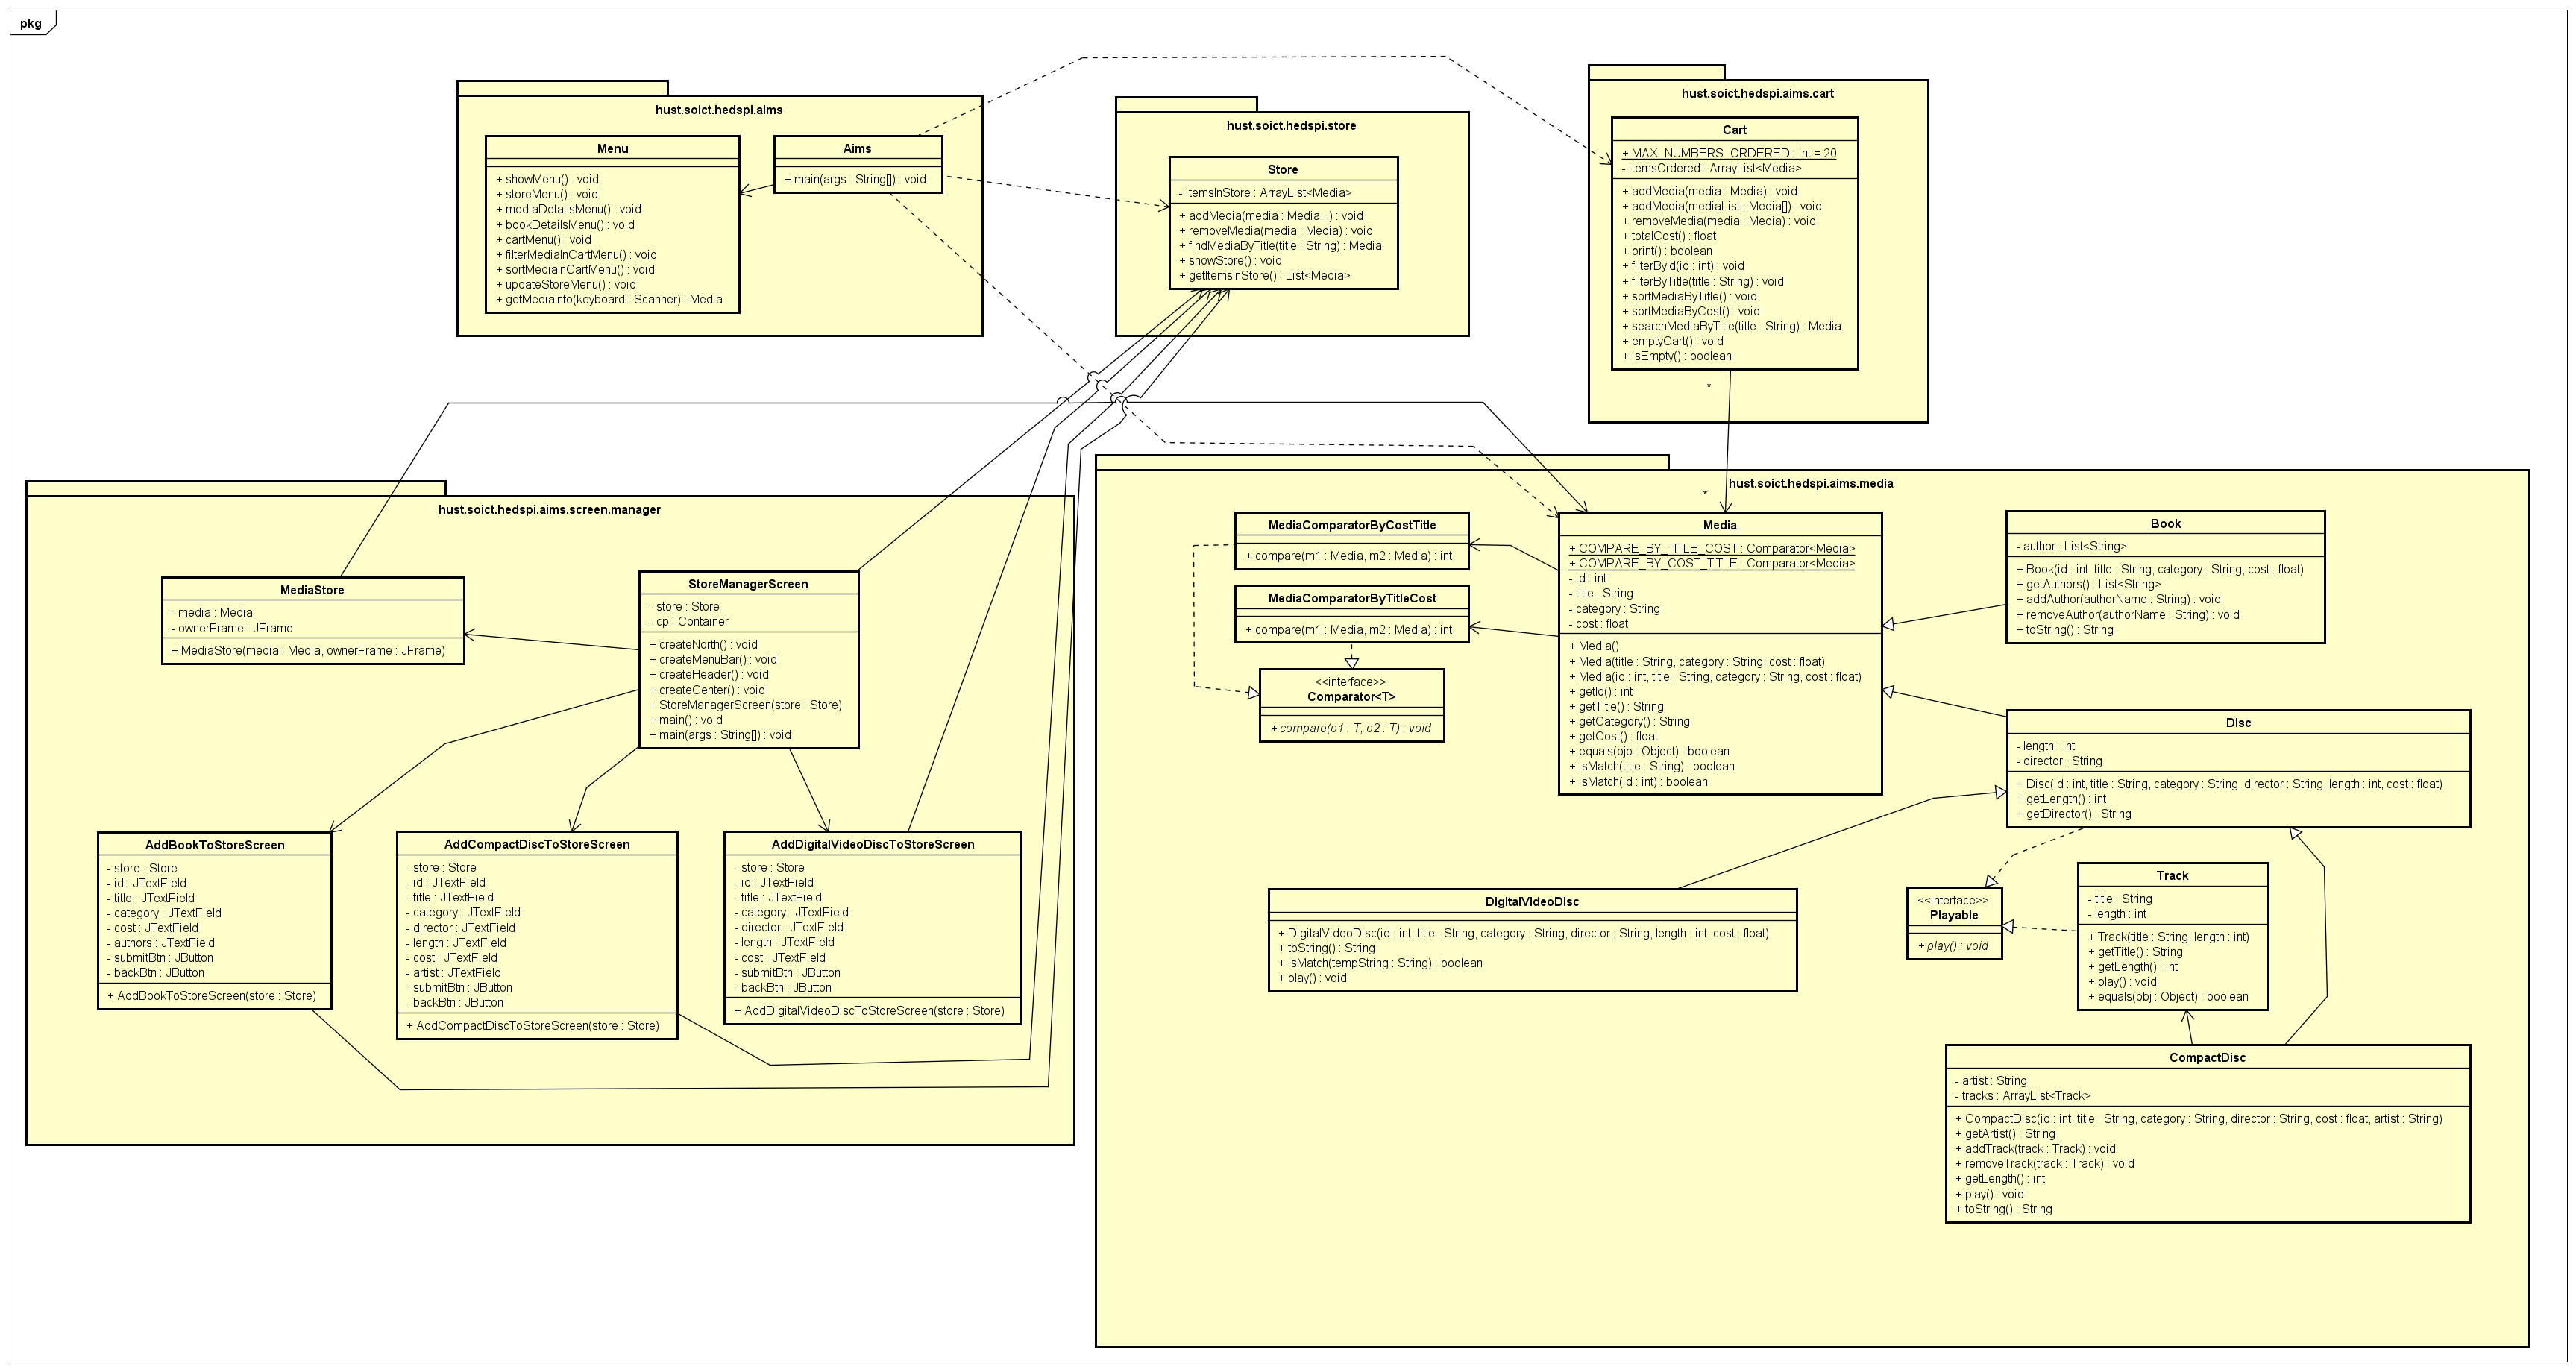 pkg
hust.soict.hedspi.aims
Menu
+ showMenu() : void
+ storeMenu() : void
+ mediaDetailsMenu() : void
+ bookDetailsMenu() : void
+ cartMenu() : void
+ filterMediaInCartMenu() : void
+ sortMediaInCartMenu() : void
+ updateStoreMenu() : void
+ getMediaInfo(keyboard : Scanner) : Media
Aims
+ main(args : String[]) : void
hust.soict.hedspi.store
Store
- itemsInStore : ArrayList<Media>
+ addMedia(media : Media...) : void
+ removeMedia(media : Media) : void
+ findMediaByTitle(title : String) : Media
+ showStore() : void
+ getItemsInStore() : List<Media>
hust.soict.hedspi.aims.cart
Cart
+ MAX_NUMBERS_ORDERED : int = 20
- itemsOrdered : ArrayList<Media>
+ addMedia(media : Media) : void
+ addMedia(mediaList : Media[]) : void
+ removeMedia(media : Media) : void
+ totalCost() : float
+ print() : boolean
+ filterById(id : int) : void
+ filterByTitle(title : String) : void
+ sortMediaByTitle() : void
+ sortMediaByCost() : void
+ searchMediaByTitle(title : String) : Media
+ emptyCart() : void
+ isEmpty() : boolean
*
*
hust.soict.hedspi.aims.screen.manager
MediaStore
- media : Media
- ownerFrame : JFrame
+ MediaStore(media : Media, ownerFrame : JFrame)
StoreManagerScreen
- store : Store
- cp : Container
+ createNorth() : void
+ createMenuBar() : void
+ createHeader() : void
+ createCenter() : void
+ StoreManagerScreen(store : Store)
+ main() : void
+ main(args : String[]) : void
AddBookToStoreScreen
- store : Store
- id : JTextField
- title : JTextField
- category : JTextField
- cost : JTextField
- authors : JTextField
- submitBtn : JButton
- backBtn : JButton
+ AddBookToStoreScreen(store : Store)
AddCompactDiscToStoreScreen
- store : Store
- id : JTextField
- title : JTextField
- category : JTextField
- director : JTextField
- length : JTextField
- cost : JTextField
- artist : JTextField
- submitBtn : JButton
- backBtn : JButton
+ AddCompactDiscToStoreScreen(store : Store)
AddDigitalVideoDiscToStoreScreen
- store : Store
- id : JTextField
- title : JTextField
- category : JTextField
- director : JTextField
- length : JTextField
- cost : JTextField
- submitBtn : JButton
- backBtn : JButton
+ AddDigitalVideoDiscToStoreScreen(store : Store)
hust.soict.hedspi.aims.media
MediaComparatorByCostTitle
+ compare(m1 : Media, m2 : Media) : int
MediaComparatorByTitleCost
+ compare(m1 : Media, m2 : Media) : int
<<interface>>
Comparator<T>
+ compare(o1 : T, o2 : T) : void
Media
+ COMPARE_BY_TITLE_COST : Comparator<Media>
+ COMPARE_BY_COST_TITLE : Comparator<Media>
- id : int
- title : String
- category : String
- cost : float
+ Media()
+ Media(title : String, category : String, cost : float)
+ Media(id : int, title : String, category : String, cost : float)
+ getId() : int
+ getTitle() : String
+ getCategory() : String
+ getCost() : float
+ equals(ojb : Object) : boolean
+ isMatch(title : String) : boolean
+ isMatch(id : int) : boolean
Book
- author : List<String>
+ Book(id : int, title : String, category : String, cost : float)
+ getAuthors() : List<String>
+ addAuthor(authorName : String) : void
+ removeAuthor(authorName : String) : void
+ toString() : String
Disc
- length : int
- director : String
+ Disc(id : int, title : String, category : String, director : String, length : int, cost : float)
+ getLength() : int
+ getDirector() : String
DigitalVideoDisc
+ DigitalVideoDisc(id : int, title : String, category : String, director : String, length : int, cost : float)
+ toString() : String
+ isMatch(tempString : String) : boolean
+ play() : void
<<interface>>
Playable
+ play() : void
Track
- title : String
- length : int
+ Track(title : String, length : int)
+ getTitle() : String
+ getLength() : int
+ play() : void
+ equals(obj : Object) : boolean
CompactDisc
- artist : String
- tracks : ArrayList<Track>
+ CompactDisc(id : int, title : String, category : String, director : String, cost : float, artist : String)
+ getArtist() : String
+ addTrack(track : Track) : void
+ removeTrack(track : Track) : void
+ getLength() : int
+ play() : void
+ toString() : String